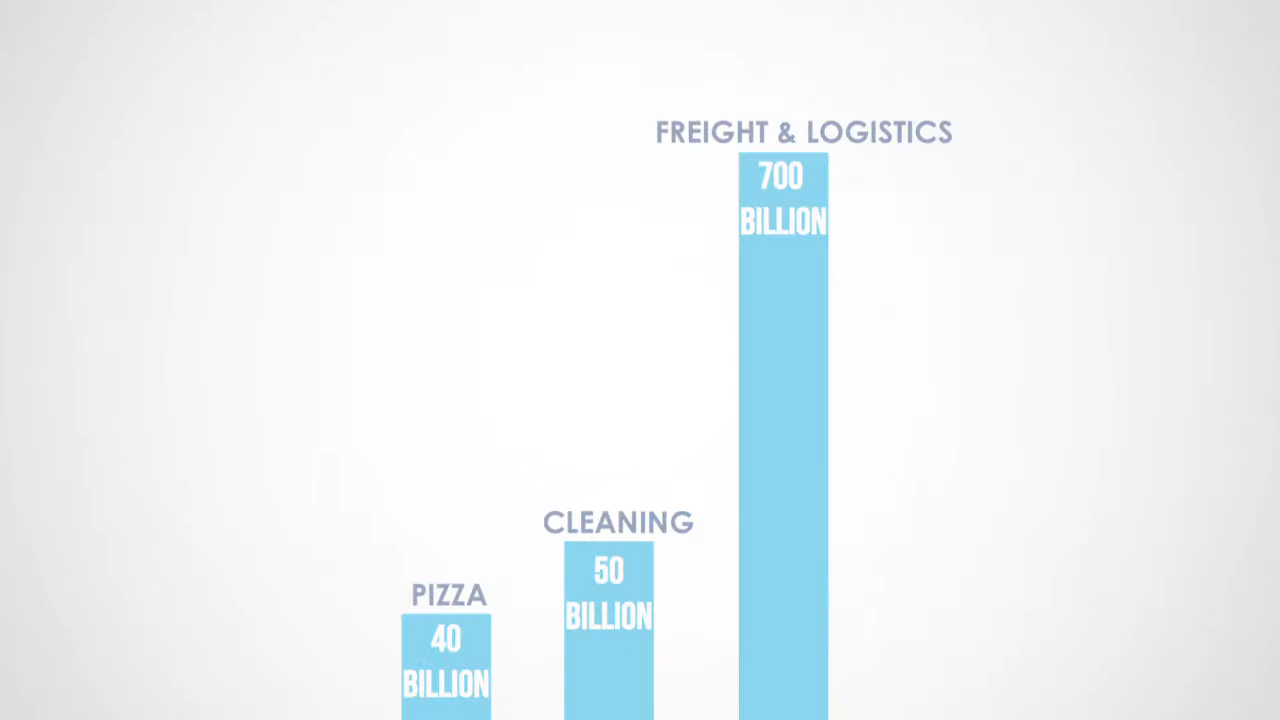 FREIGHT & LOGISTICS
700
BILLION
CLEANING
50
BILLION
PIZZA
40
BILLION